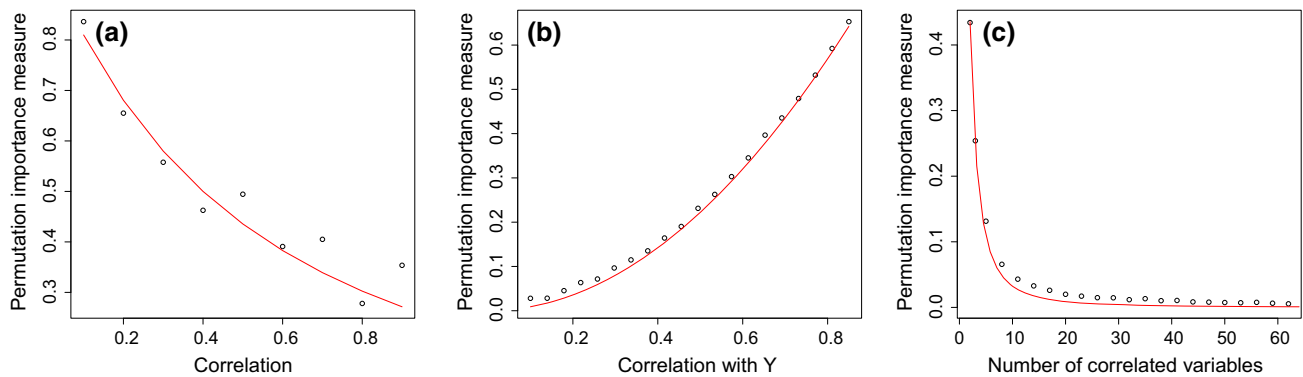 (a)
Permutation importance measure
0.3 0.4 0.5 0.6 0.7 0.8
0.2 0.4 0.6 0.8
Correlation
(b)
Permutation importance measure
0.0 0.1 0.2 0.3 0.4 0.5 0.6
0.2 0.4 0.6 0.8
Correlation with Y
(c)
Permutation importance measure
0.0 0.1 0.2 0.3 0.4
0 10 20 30 40 50 60
Number of correlated variables